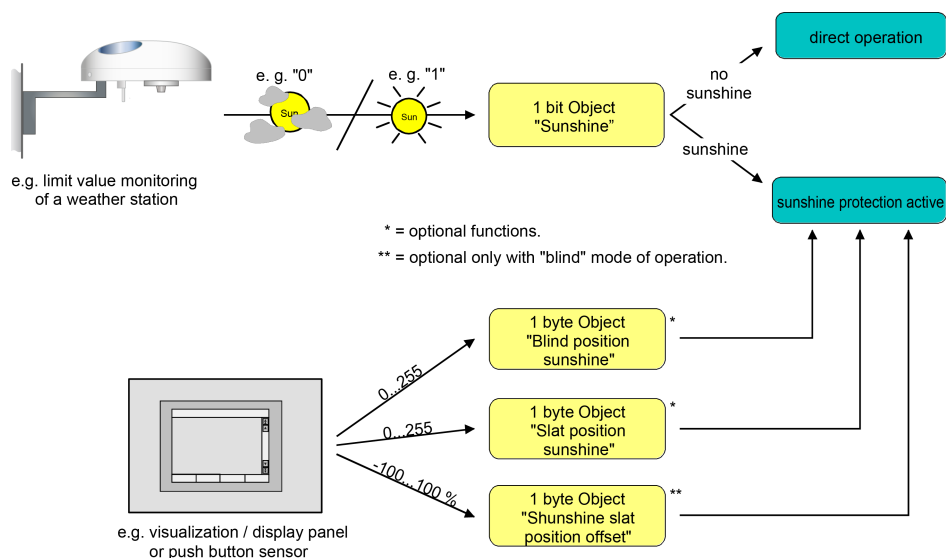 direct operation
e. g. "0"
e. g. "1"
no
sunshine
Sun
Sun
1 bit Object
"Sunshine”
sunshine
e.g. limit value monitoring
of a weather station
sunshine protection active
* = optional functions.
** = optional only with "blind" mode of operation.
1 byte Object
"Blind position
sunshine"
*
0...255
1 byte Object
"Slat position
sunshine"
*
0...255
-100...100 %
1 byte Object
"Shunshine slat
position offset"
**
e.g. visualization / display panel
or push button sensor